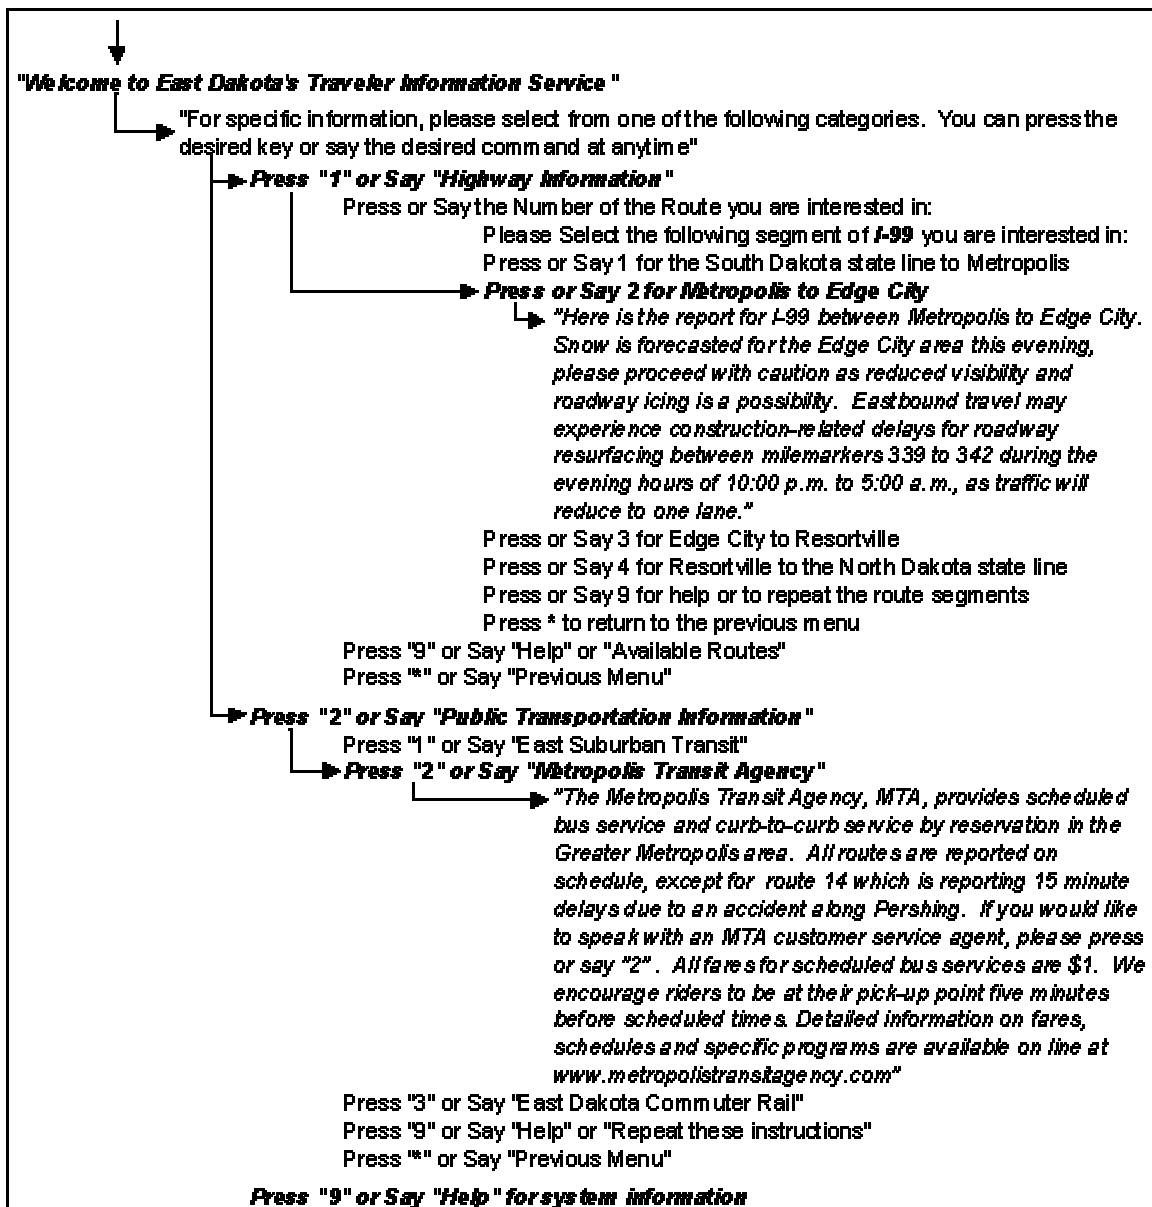 "Welcome to East Dakota's Traveler Information Service "
"For specific information, please select from one of the following categories.  You can press the
desired key or say the desired command at anytime"
Press "1" or Say "Highway Information"
Press or Say the Number of the Route you are interested in:
Please Select the following segment of I-99 you are interested in:
Press or Say 1 for the South Dakota state line to Metropolis
Press or Say 2 for Metropolis to Edge City
"Here is the report for I-99 between Metropolis to Edge City.
Snow is forecasted for the Edge City area this evening,
please proceed with caution as reduced visibility and
roadway icing is a possibility.  Eastbound travel may
experience construction-related delays for roadway
resurfacing between milemarkers 339 to 342 during the
evening hours of 10:00 p.m. to 5:00 a.m., as traffic will
reduce to one lane."
Press or Say 3 for Edge City to Resortville
Press or Say 4 for Resortville to the North Dakota state line
Press or Say 9 for help or to repeat the route segments
Press * to return to the previous menu
Press "9" or Say "Help" or "Available Routes"
Press "*" or Say "Previous Menu"
Press "2" or Say "Public Transportation Information"
Press "1" or Say "East Suburban Transit"
Press "2" or Say "Metropolis Transit Agency"
"The Metropolis Transit Agency, MTA, provides scheduled
bus service and curb-to-curb service by reservation in the
Greater Metropolis area.  All routes are reported on
schedule, except for route 14 which is reporting 15 minute
delays due to an accident along Pershing.  If you would like
to speak with an MTA customer service agent, please press
or say "2".  All fares for scheduled bus services are $1.  We
encourage riders to be at their pick-up point five minutes
before scheduled times. Detailed information on fares,
schedules and specific programs are available on line at
www.metropolistransitagency.com"
Press "3" or Say "East Dakota Commuter Rail"
Press "9" or Say "Help" or "Repeat these instructions"
Press "*" or Say "Previous Menu"
Press "9" or Say "Help" for system information